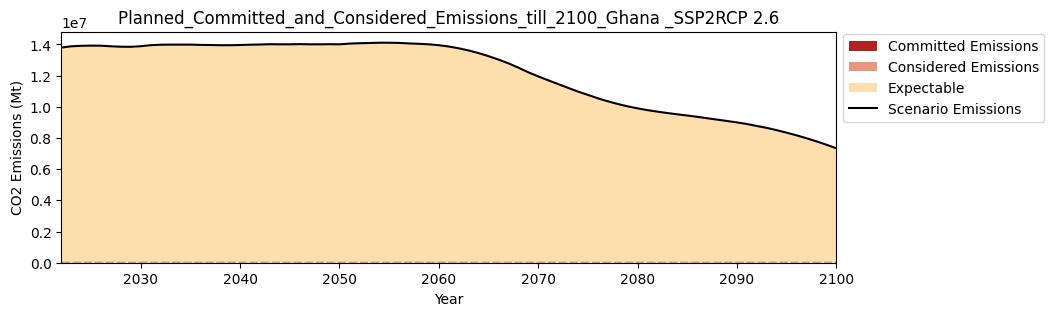 Planned_Committed_and_Considered_Emissions_till_2100_Ghana _SSP2RCP 2.6
1e7
1.4
1.2
1.0
0.8
0.6
0.4
0.2
0.0
CO2 Emissions (Mt)
2030 2040 2050 2060 2070 2080 2090 2100
Year
Committed Emissions
Considered Emissions
Expectable
Scenario Emissions